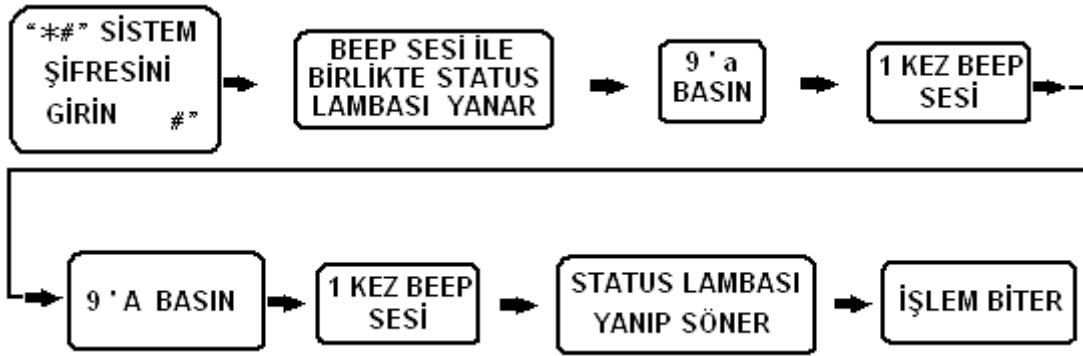 “*#” SİSTEM
ŞİFRESİNİ
GİRİN #”
BEEP SESİ İLE
BİRLİKTE STATUS
LAMBASI YANAR
9 ' a
BASIN
1 KEZ BEEP
SESİ
9 ' A BASIN
1 KEZ BEEP
SESİ
STATUS LAMBASI
YANIP SÖNER
İŞLEM BİTER